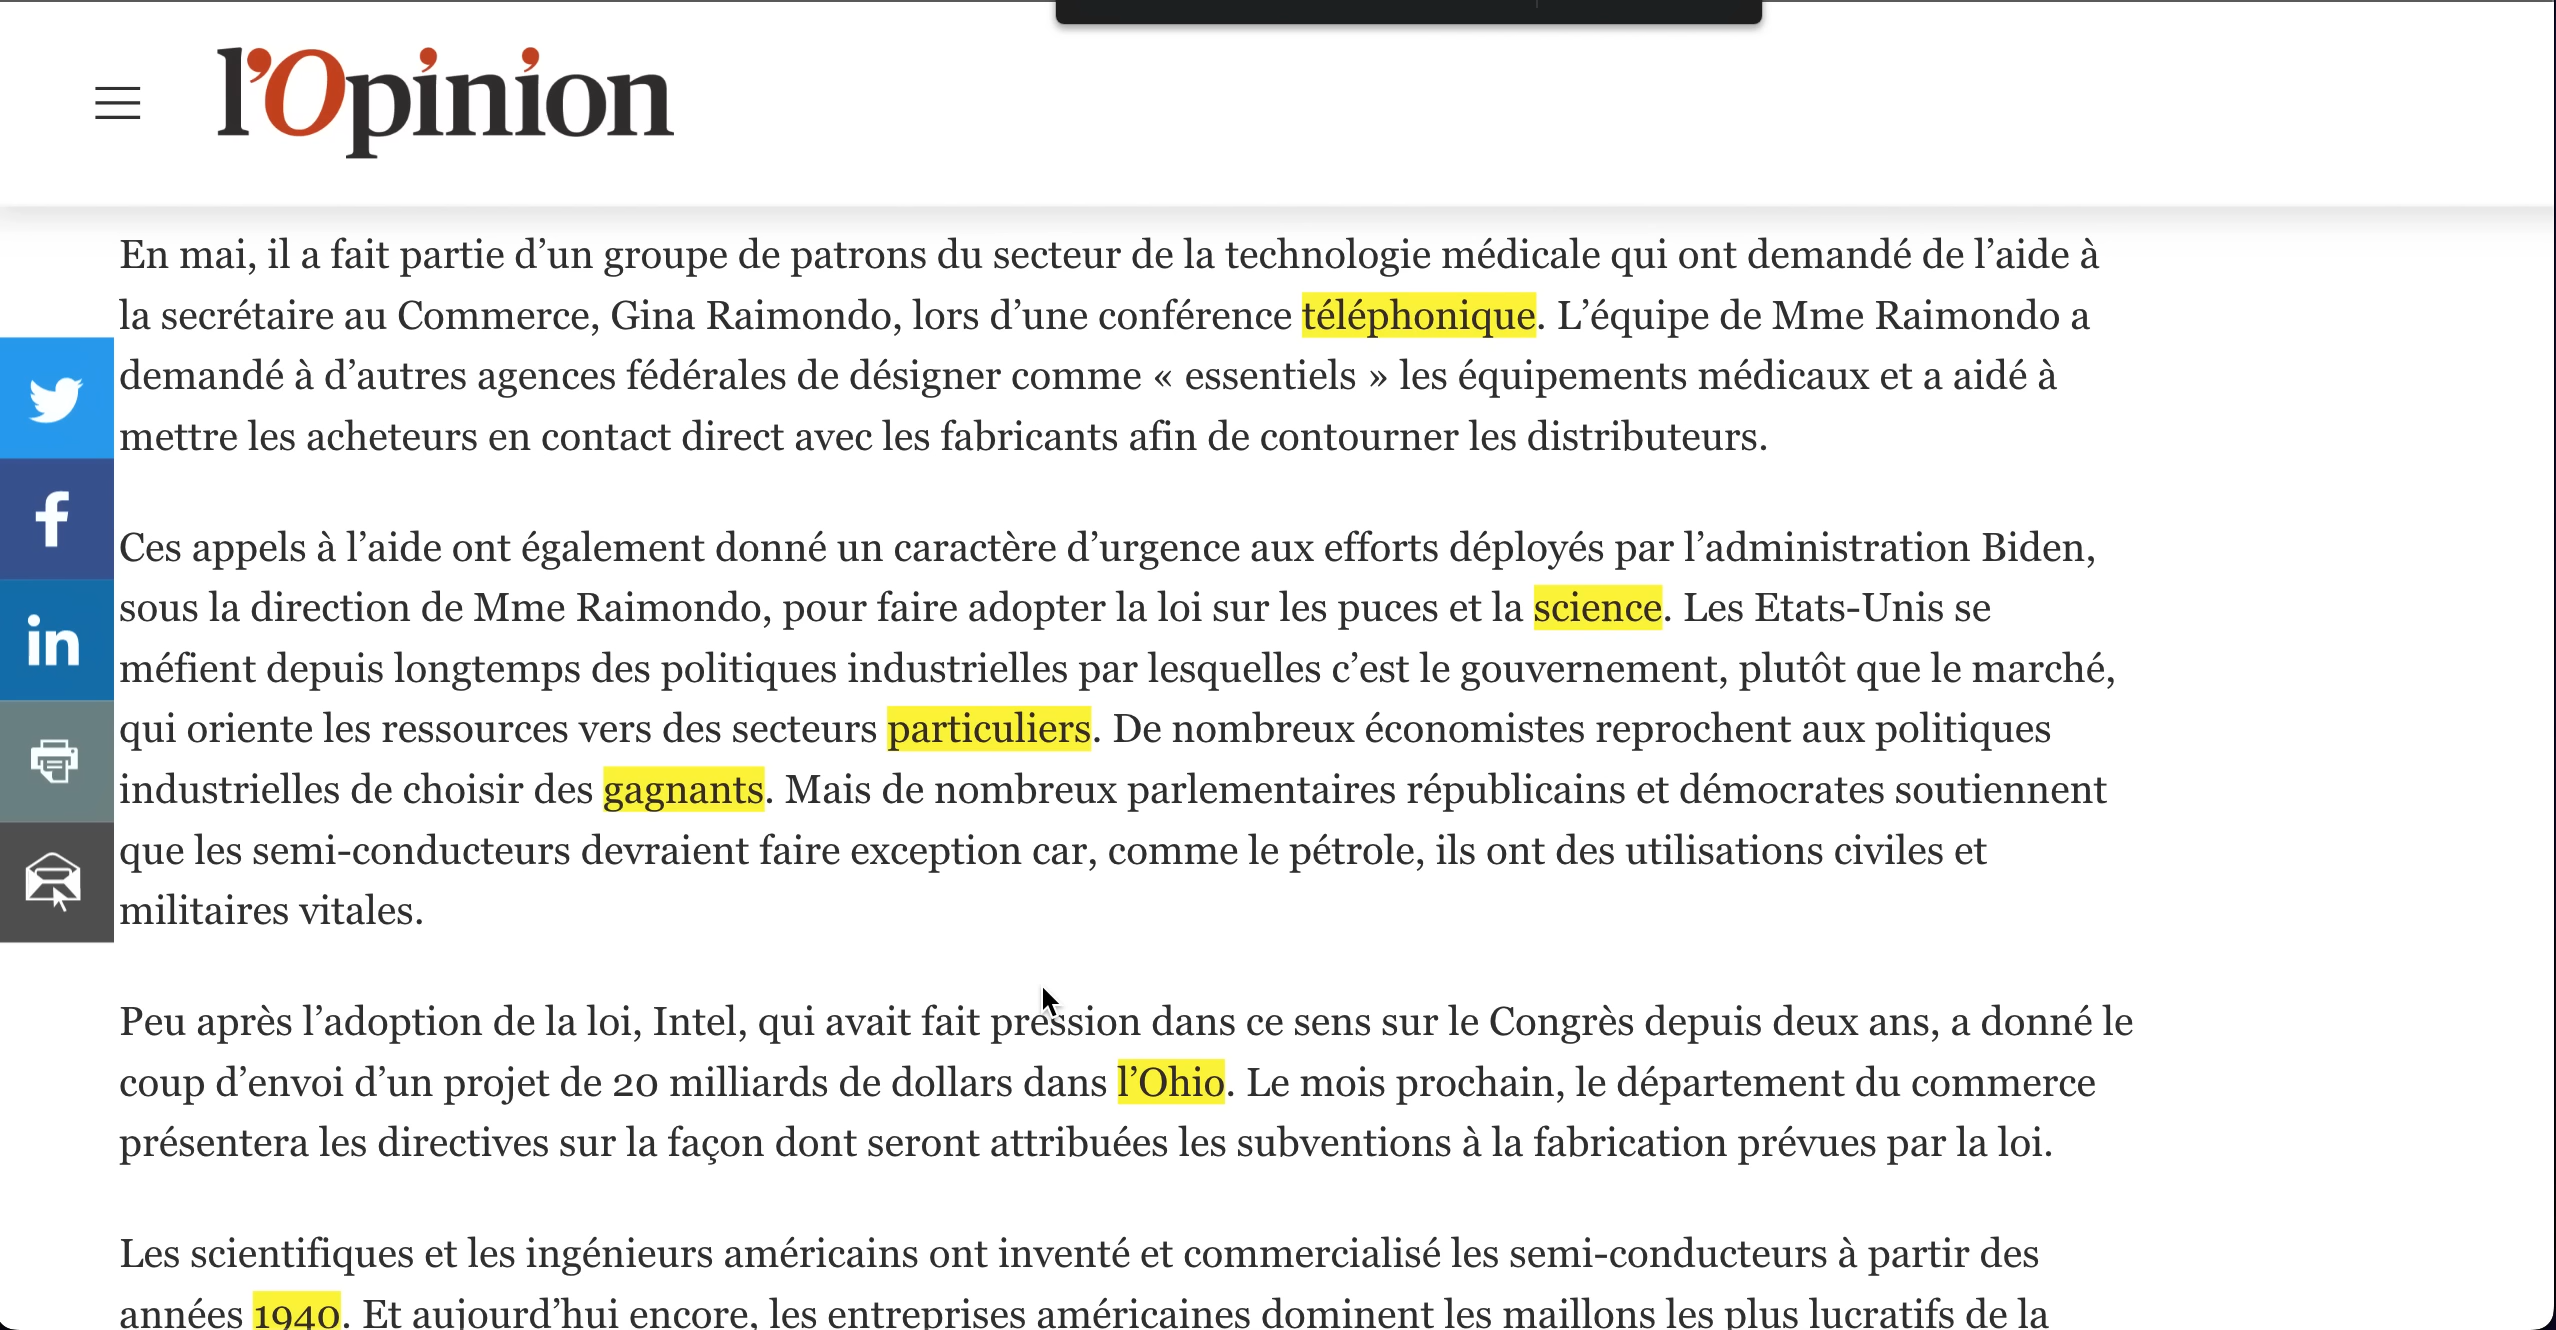 l’Opinion
En mai, il a fait partie d’un groupe de patrons du secteur de la technologie médicale qui ont demandé de l’aide à
la secrétaire au Commerce, Gina Raimondo, lors d’une conférence téléphonique. L’équipe de Mme Raimondo a
demandé à d’autres agences fédérales de désigner comme « essentiels » les équipements médicaux et a aidé à
mettre les acheteurs en contact direct avec les fabricants afin de contourner les distributeurs.
Ces appels à l’aide ont également donné un caractère d’urgence aux efforts déployés par l’administration Biden,
sous la direction de Mme Raimondo, pour faire adopter la loi sur les puces et la science. Les Etats-Unis se
méfient depuis longtemps des politiques industrielles par lesquelles c’est le gouvernement, plutôt que le marché,
qui oriente les ressources vers des secteurs particuliers. De nombreux économistes reprochent aux politiques
industrielles de choisir des gagnants. Mais de nombreux parlementaires républicains et démocrates soutiennent
que les semi-conducteurs devraient faire exception car, comme le pétrole, ils ont des utilisations civiles et
militaires vitales.
Peu après l’adoption de la loi, Intel, qui avait fait pression dans ce sens sur le Congrès depuis deux ans, a donné le
coup d’envoi d’un projet de 20 milliards de dollars dans l’Ohio. Le mois prochain, le département du commerce
présentera les directives sur la façon dont seront attribuées les subventions à la fabrication prévues par la loi.
Les scientifiques et les ingénieurs américains ont inventé et commercialisé les semi-conducteurs à partir des
années 1940. Et aujourd’hui encore, les entreprises américaines dominent les maillons les plus lucratifs de la